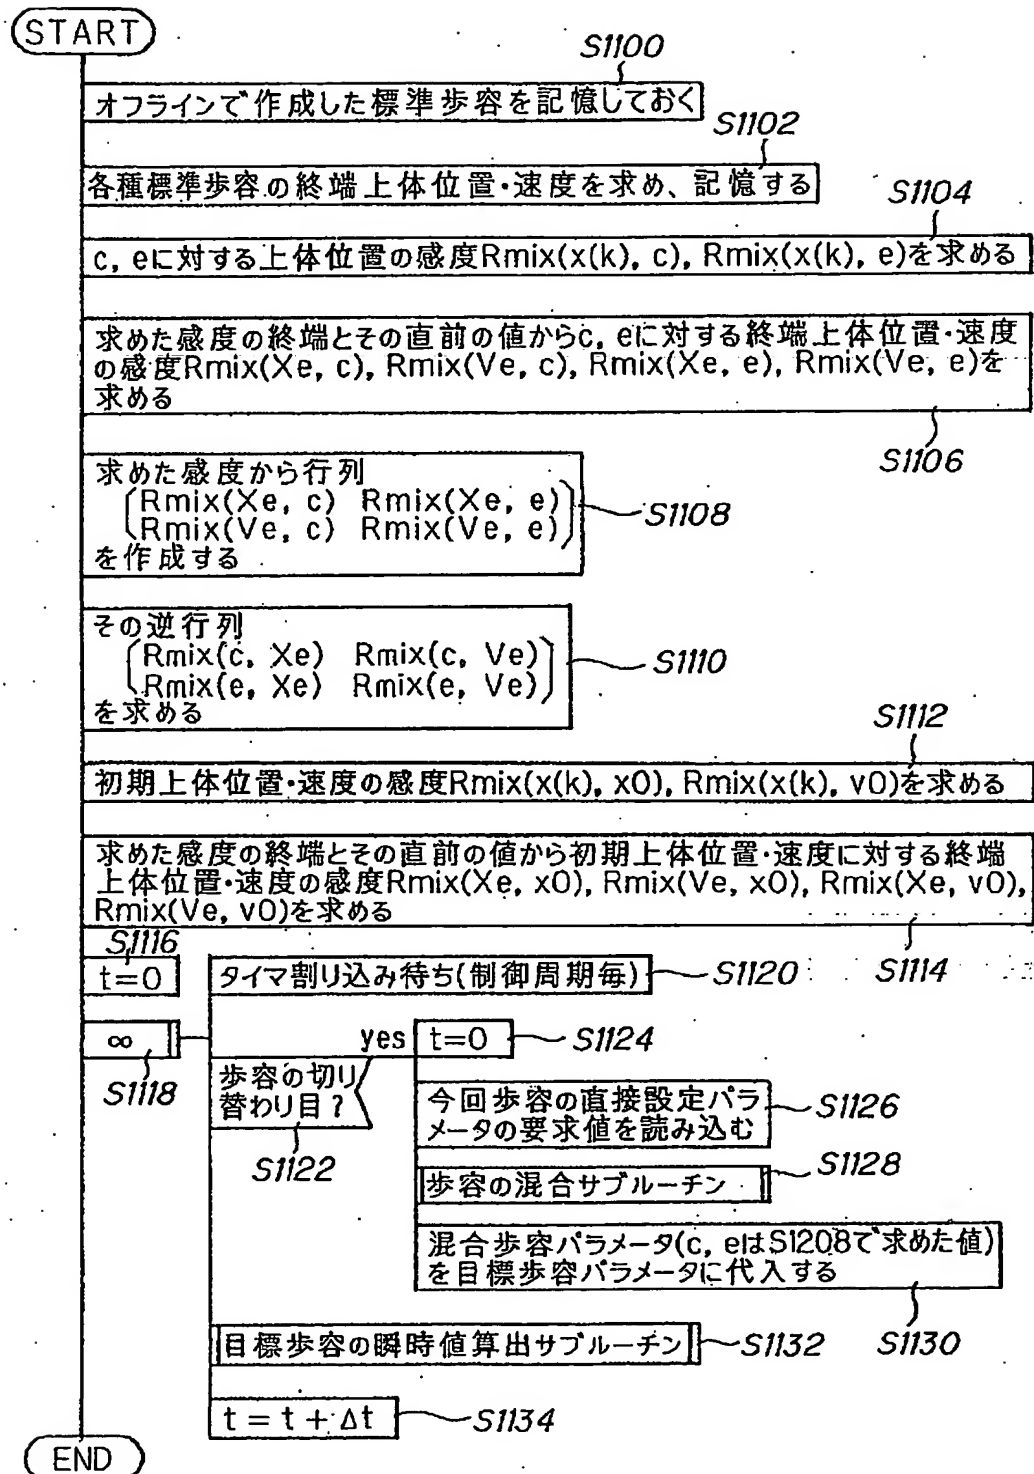 START
S1100
オフラインで作成した標準歩容を記憶しておく
S1102
各種標準歩容の終端上体位置・速度を求め、記憶する
S1104
c, eに対する上体位置の感度Rmix(x(k), c), Rmix(x(k), e)を求める
求めた感度の終端とその直前の値からc, eに対する終端上体位置・速度
の感度Rmix(Xe, c), Rmix(Ve, c), Rmix(Xe, e), Rmix(Ve, e)を
求める
S1106
求めた感度から行列
(Rmix(Xe, c) Rmix(Xe, e))
(Rmix(Ve, c) Rmix(Ve, e))
を作成する
S1108
その逆行列
(Rmix(c, Xe) Rmix(c, Ve))
(Rmix(e, Xe) Rmix(e, Ve))
を求める
S1110
S1112
初期上体位置・速度の感度Rmix(x(k), x0), Rmix(x(k), v0)を求める
求めた感度の終端とその直前の値から初期上体位置・速度に対する終端
上体位置・速度の感度Rmix(Xe, x0), Rmix(Ve, x0), Rmix(Xe, v0),
Rmix(Ve, v0)を求める
S1114
S1116
t=0
タイマ割り込み待ち(制御周期毎)
S1120
∞
S1118
歩容の切り
替わり目?
S1122
yes
t=0
S1124
今回歩容の直接設定パラ
メータの要求値を読み込む
S1126
歩容の混合サブルーチン
S1128
混合歩容パラメータ(c, eはS1208で求めた値)
を目標歩容パラメータに代入する
S1130
目標歩容の瞬時値算出サブルーチン
S1132
t=t+Δt
S1134
END